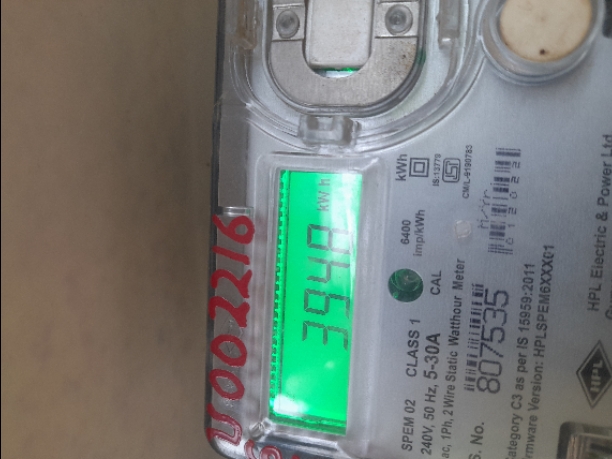 U002216
3948 kWh
kWh
6400
imp/kWh
IS:13779
CM/L-9190783
SPEM 02 CLASS 1 CAL
240V, 50 Hz, 5-30A
ac, 1Ph, 2 Wire Static Watthour Meter
S. No. 807535
Category C3 as per IS 15959:2011
Firmware Version: HPLSPEM6XXX01
HPL
HPL Electric & Power Ltd